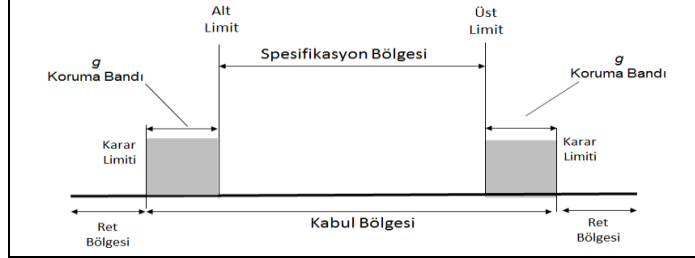 Alt
Limit
Üst
Limit
Spesifikasyon Bölgesi
g
Koruma Bandı
g
Koruma Bandı
Karar
Limiti
Karar
Limiti
Ret
Bölgesi
Kabul Bölgesi
Ret
Bölgesi